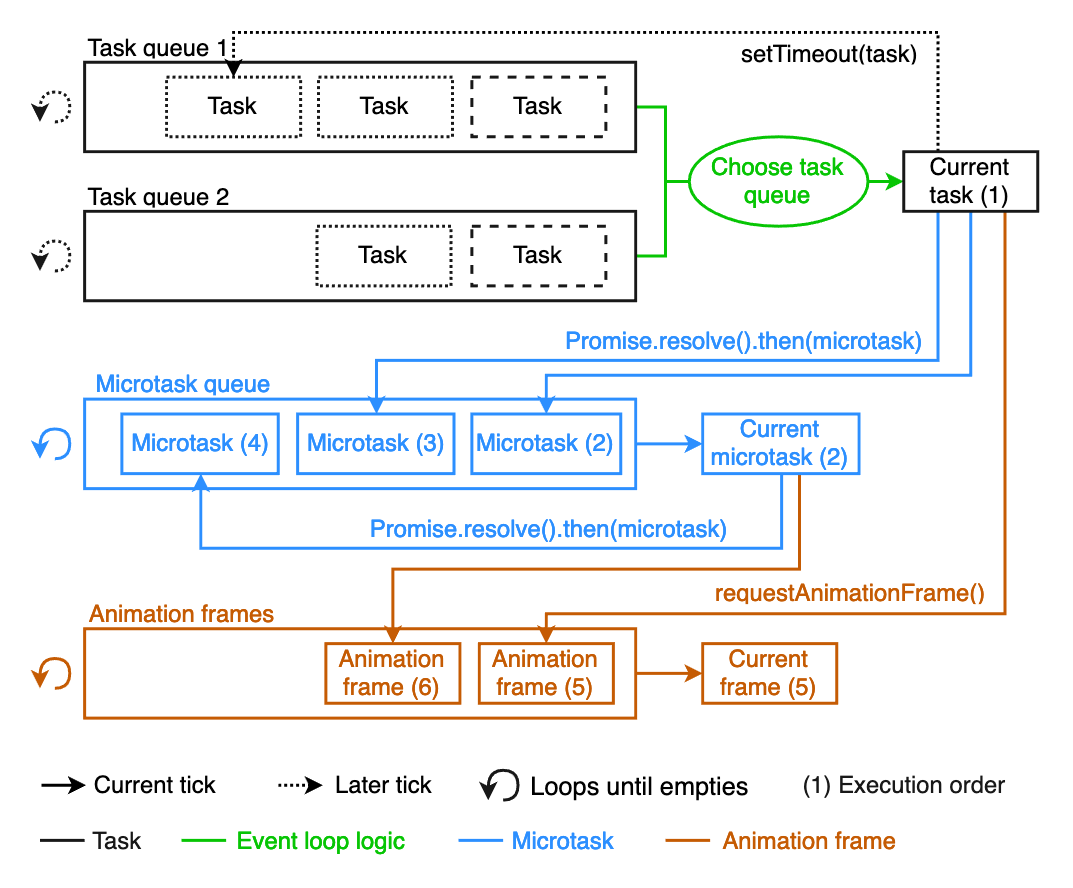 Task queue 1
setTimeout(task)
Task
Task
Task
Choose task
queue
Current
task (1)
Task queue 2
Task
Task
Promise.resolve().then(microtask)
Microtask queue
Microtask (4)
Microtask (3)
Microtask (2)
Current
microtask (2)
Promise.resolve().then(microtask)
requestAnimationFrame()
Animation frames
Animation
frame (6)
Animation
frame (5)
Current
frame (5)
Current tick
Later tick
Loops until empties
(1) Execution order
Task
Event loop logic
Microtask
Animation frame